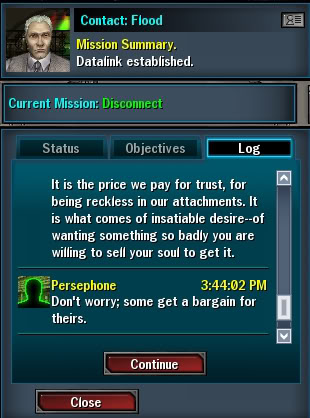 Contact: Flood
Mission Summary.
Datalink established.
Current Mission: Disconnect
Status Objectives Log
It is the price we pay for trust, for
being reckless in our attachments. It
is what comes of insatiable desire--of
wanting something so badly you are
willing to sell your soul to get it.
Persephone 3:44:02 PM
Don't worry; some get a bargain for
theirs.
Continue
Close